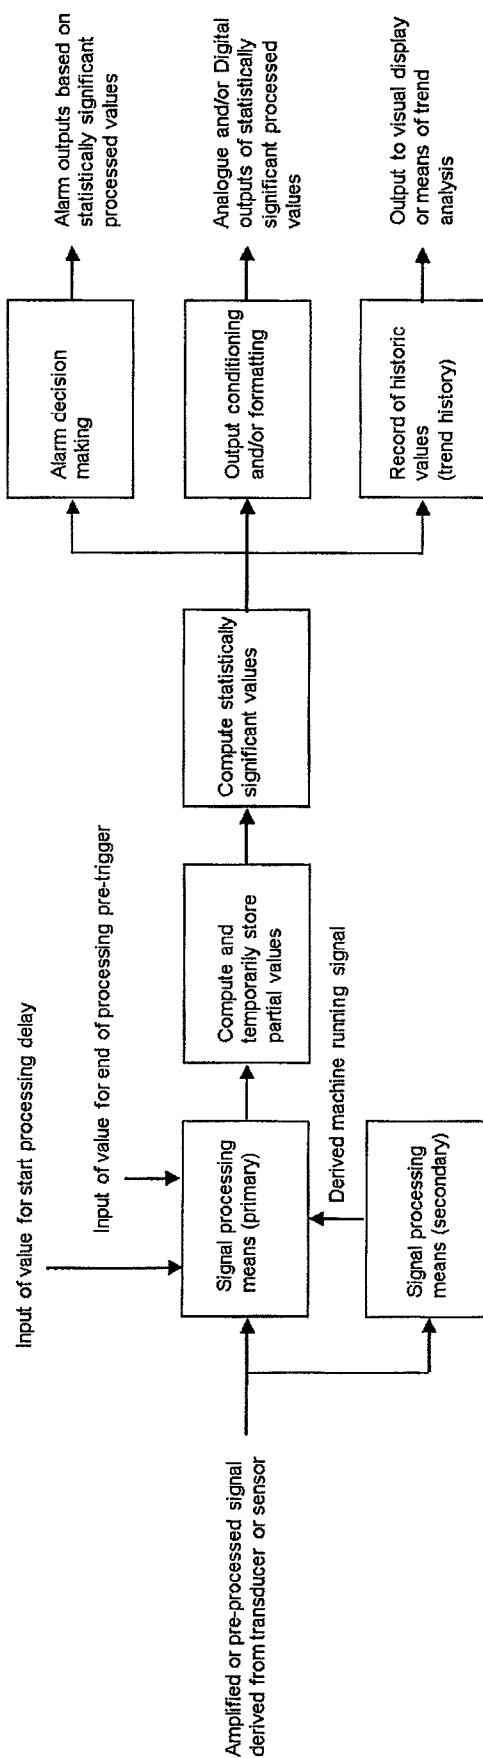 Amplified or pre-processed signal
derived from transducer or sensor
Input of value for start processing delay
Input of value for end of processing pre-trigger
Signal processing
means (primary)
Derived machine running signal
Signal processing
means (secondary)
Compute and
temporarily store
partial values
Compute statistically
significant values
Alarm decision
making
Output conditioning
and/or formatting
Record of historic
values
(trend history)
Alarm outputs based on
statistically significant
processed values
Analogue and/or Digital
outputs of statistically
significant processed
values
Output to visual display
or means of trend
analysis